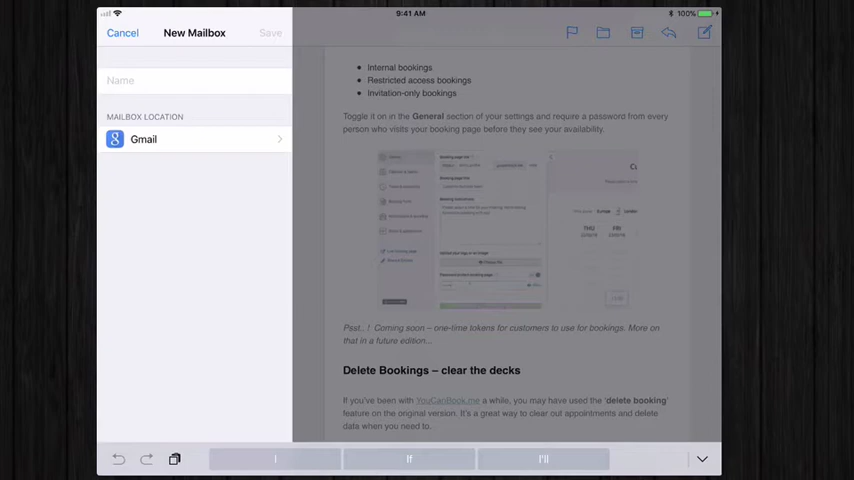 9:41 AM
100%
Cancel
New Mailbox
Save
Name
MAILBOX LOCATION
Gmail
Internal bookings
Restricted access bookings
Invitation-only bookings
Toggle it on in the General section of your settings and require a password from every
person who visits your booking page before they see your availability.
THU
FRI
Psst.. ! Coming soon – one-time tokens for customers to use for bookings. More on
that in a future edition...
Delete Bookings – clear the decks
If you've been with YouCanBook.me a while, you may have used the 'delete booking'
feature on the original version. It's a great way to clear out appointments and delete
data when you need to.
I
If
I'll